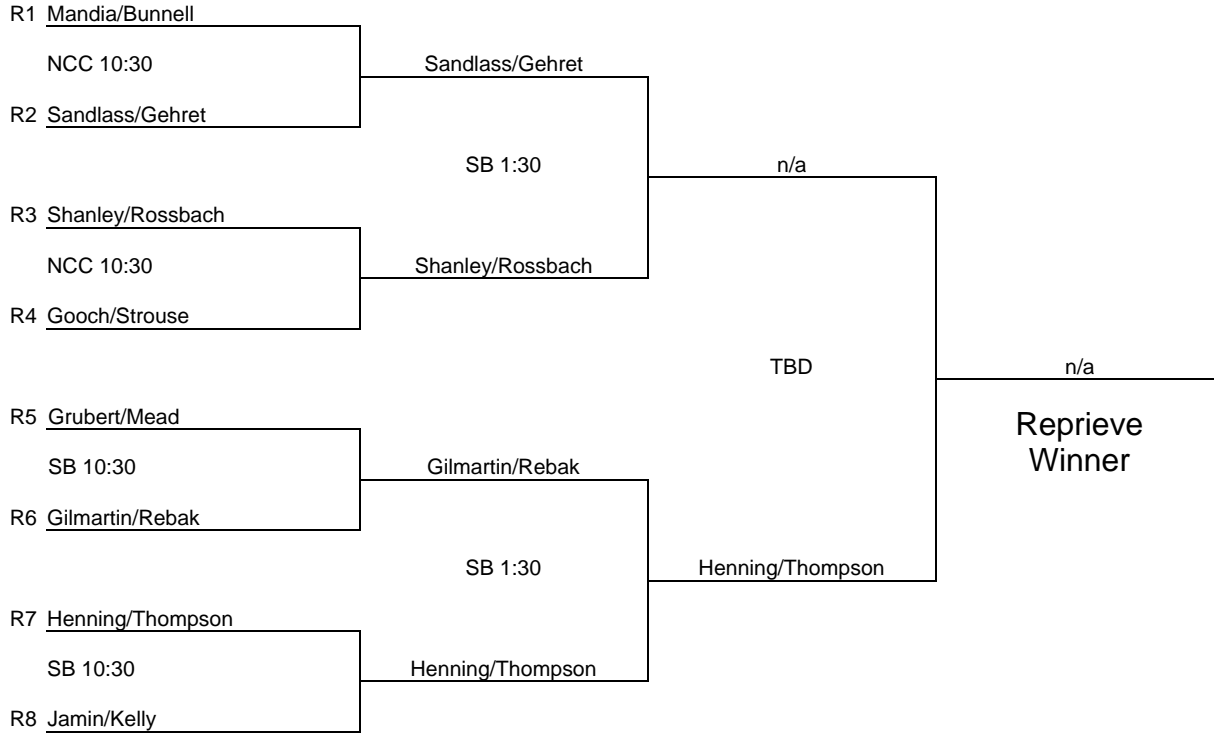 R1 Mandia/Bunnell
NCC 10:30
Sandlass/Gehret
R2 Sandlass/Gehret
SB 1:30
n/a
R3 Shanley/Rossbach
NCC 10:30
Shanley/Rossbach
R4 Gooch/Strouse
TBD
n/a
R5 Grubert/Mead
Reprieve
Winner
SB 10:30
Gilmartin/Rebak
R6 Gilmartin/Rebak
SB 1:30
Henning/Thompson
R7 Henning/Thompson
SB 10:30
Henning/Thompson
R8 Jamin/Kelly